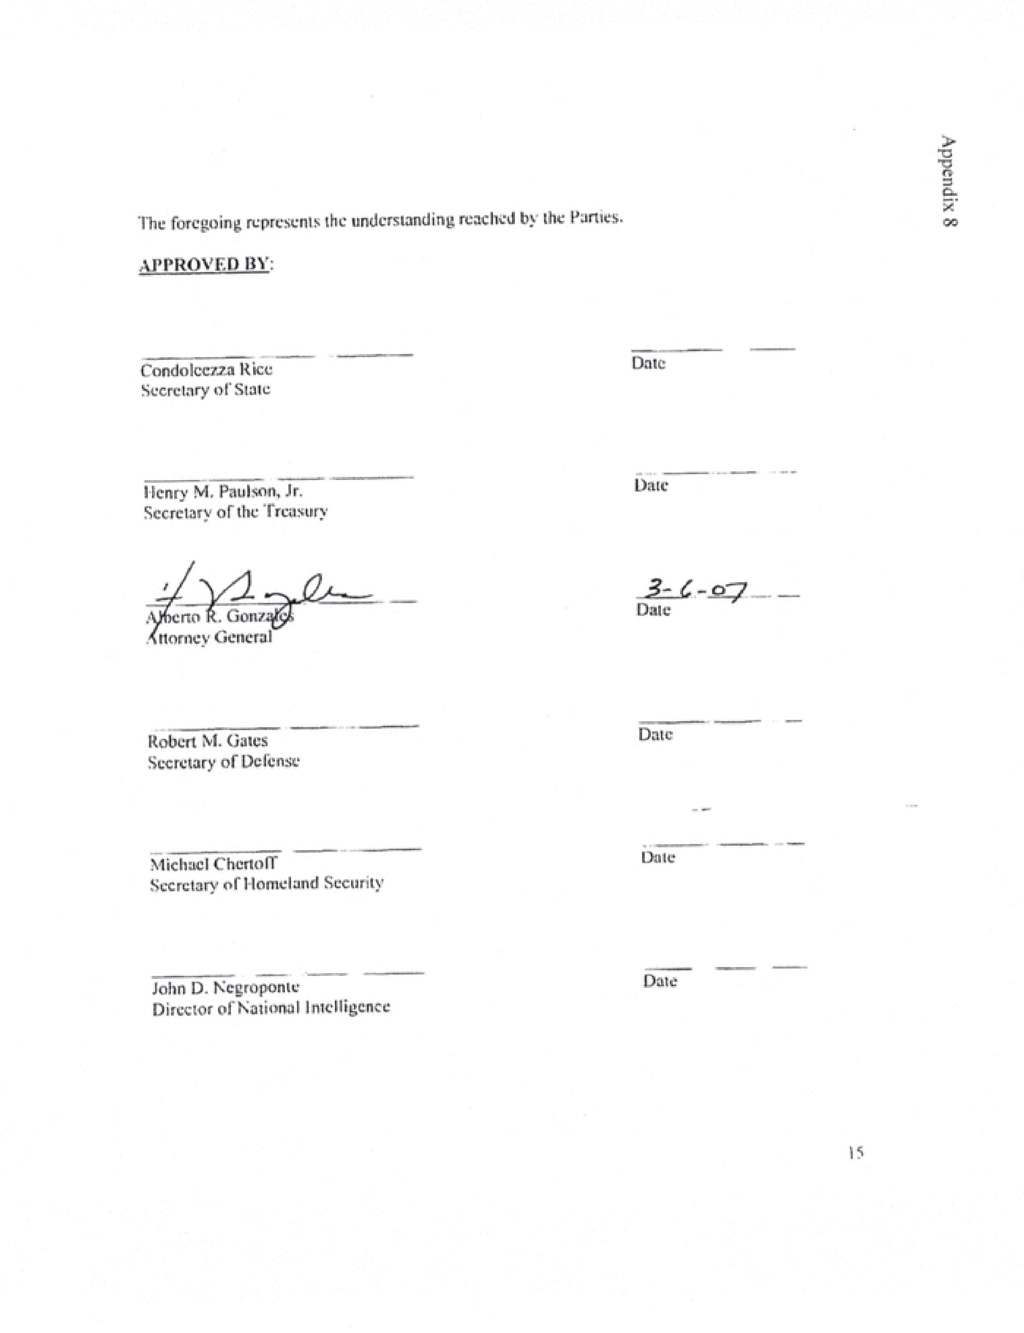 Appendix 8
The foregoing represents the understanding reached by the Parties.
APPROVED BY:
Condoleezza Rice
Secretary of State
Date
Henry M. Paulson, Jr.
Secretary of the Treasury
Date
3-6-07
Alberto R. Gonzales
Attorney General
Date
Robert M. Gates
Secretary of Defense
Date
Michael Chertoff
Secretary of Homeland Security
Date
John D. Negroponte
Director of National Intelligence
Date
15